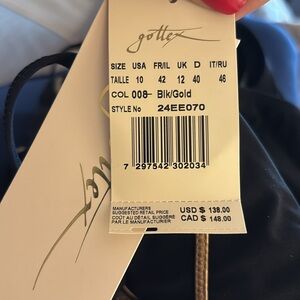 gottex
SIZE USA FR/IL UK D IT/RU
TAILLE 10 42 12 40 46
COL 008- Blk/Gold
STYLE No 24EE070
7 297542 302034
MANUFACTURERS
SUGGESTED RETAIL PRICE
COÛT AU DÉTAIL SUGGÉRÉ
PAR LE MANUFACTURIER
USD $ 138.00
CAD $ 148.00